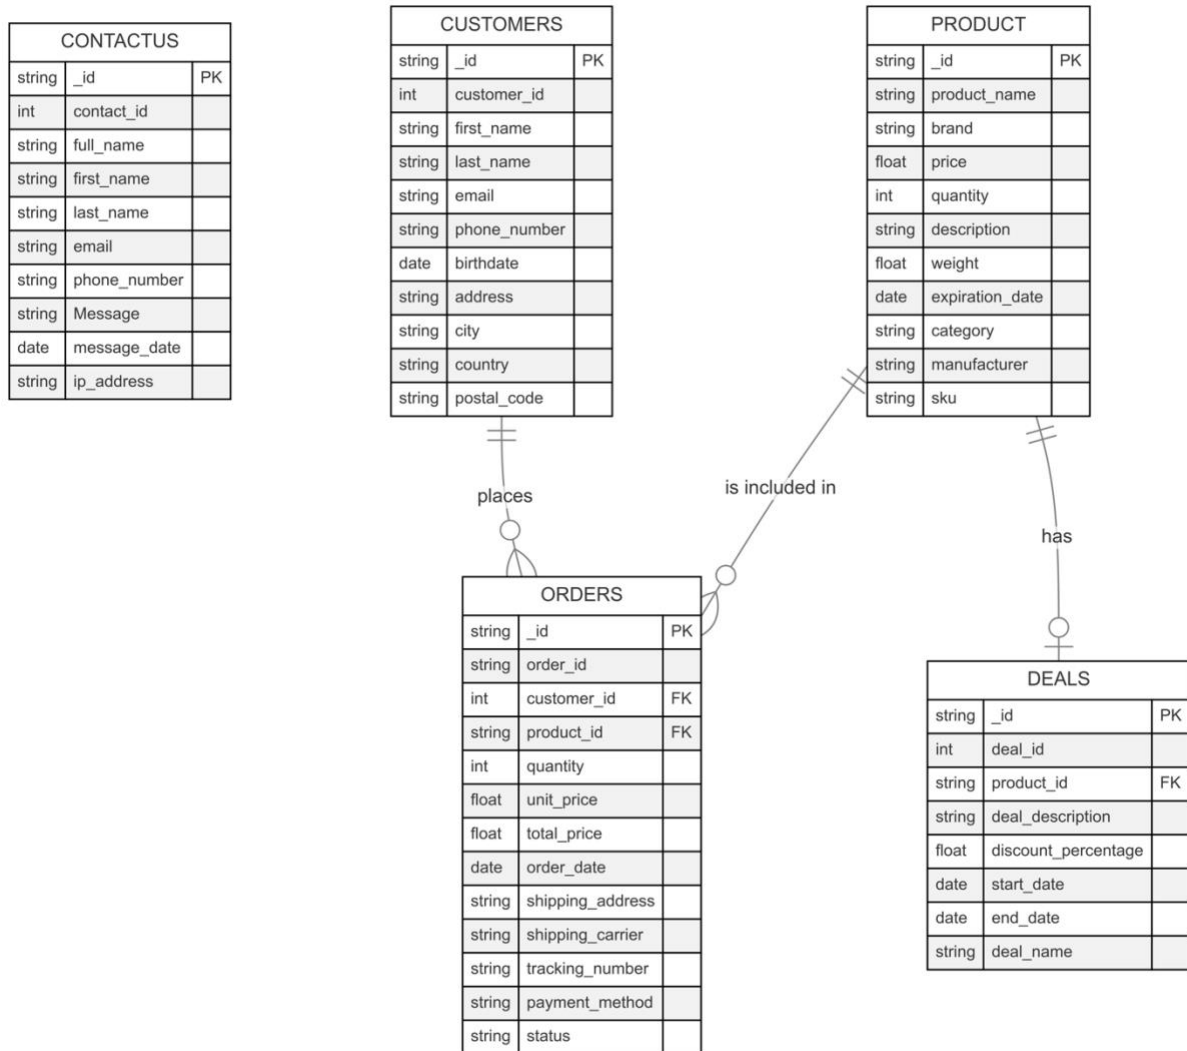 CONTACTUS
string _id PK
int contact_id
string full_name
string first_name
string last_name
string email
string phone_number
string Message
date message_date
string ip_address
CUSTOMERS
string _id PK
int customer_id
string first_name
string last_name
string email
string phone_number
date birthdate
string address
string city
string country
string postal_code
PRODUCT
string _id PK
string product_name
string brand
float price
int quantity
string description
float weight
date expiration_date
string category
string manufacturer
string sku
places
is included in
has
ORDERS
string _id PK
string order_id
int customer_id FK
string product_id FK
int quantity
float unit_price
float total_price
date order_date
string shipping_address
string shipping_carrier
string tracking_number
string payment_method
string status
DEALS
string _id PK
int deal_id
string product_id FK
string deal_description
float discount_percentage
date start_date
date end_date
string deal_name